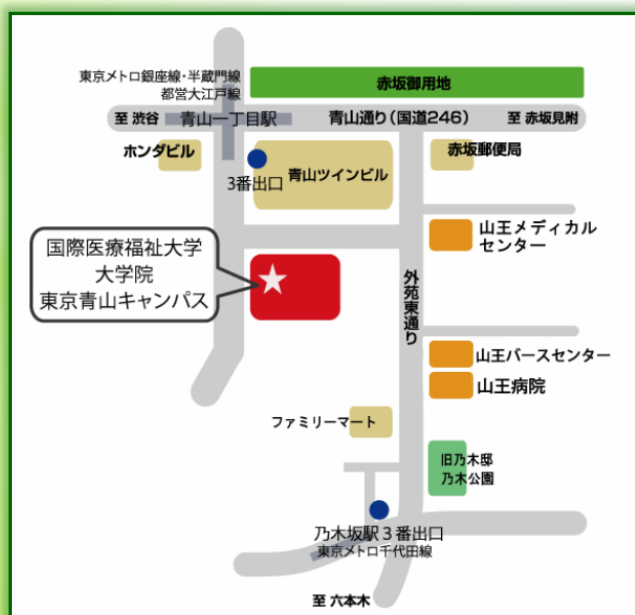 東京メトロ銀座線・半蔵門線
都営大江戸線
赤坂御用地
至 渋谷
青山一丁目駅
青山通り(国道246)
至 赤坂見附
ホンダビル
3番出口
青山ツインビル
赤坂郵便局
国際医療福祉大学
大学院
東京青山キャンパス
山王メディカル
センター
外苑東通り
山王バースセンター
山王病院
ファミリーマート
旧乃木邸
乃木公園
乃木坂駅3番出口
東京メトロ千代田線
至 六本木